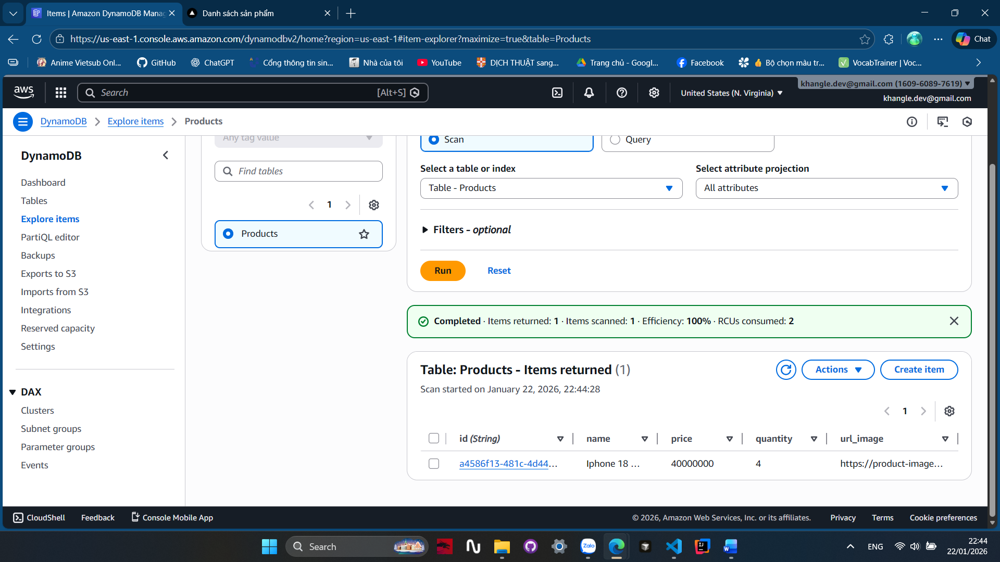 Items | Amazon DynamoDB Manag
Danh sách sản phẩm
https://us-east-1.console.aws.amazon.com/dynamodbv2/home?region=us-east-1#item-explorer?maximize=true&table=Products
Chat
Anime Vietsub Onl...
GitHub
ChatGPT
Cổng thông tin sin...
Nhà của tôi
YouTube
DỊCH THUẬT sang...
Trang chủ - Googl...
Facebook
👍 Bộ chọn màu tr...
VocabTrainer | Voc...
aws
Search
[Alt+S]
United States (N. Virginia)
khangle.dev@gmail.com (1609-6089-7619)
khangle.dev@gmail.com
DynamoDB
Explore items
Products
DynamoDB
Dashboard
Tables
Explore items
PartiQL editor
Backups
Exports to S3
Imports from S3
Integrations
Reserved capacity
Settings
DAX
Clusters
Subnet groups
Parameter groups
Events
Any tag value
Find tables
1
Products
Scan
Query
Select a table or index
Select attribute projection
Table - Products
All attributes
Filters - optional
Run
Reset
Completed · Items returned: 1 · Items scanned: 1 · Efficiency: 100% · RCUs consumed: 2
Table: Products - Items returned (1)
Actions
Create item
Scan started on January 22, 2026, 22:44:28
1
id (String)
name
price
quantity
url_image
a4586f13-481c-4d44...
Iphone 18 ...
40000000
4
https://product-image...
CloudShell
Feedback
Console Mobile App
© 2026, Amazon Web Services, Inc. or its affiliates.
Privacy
Terms
Cookie preferences
Search
Zalo
ENG
22:44
22/01/2026